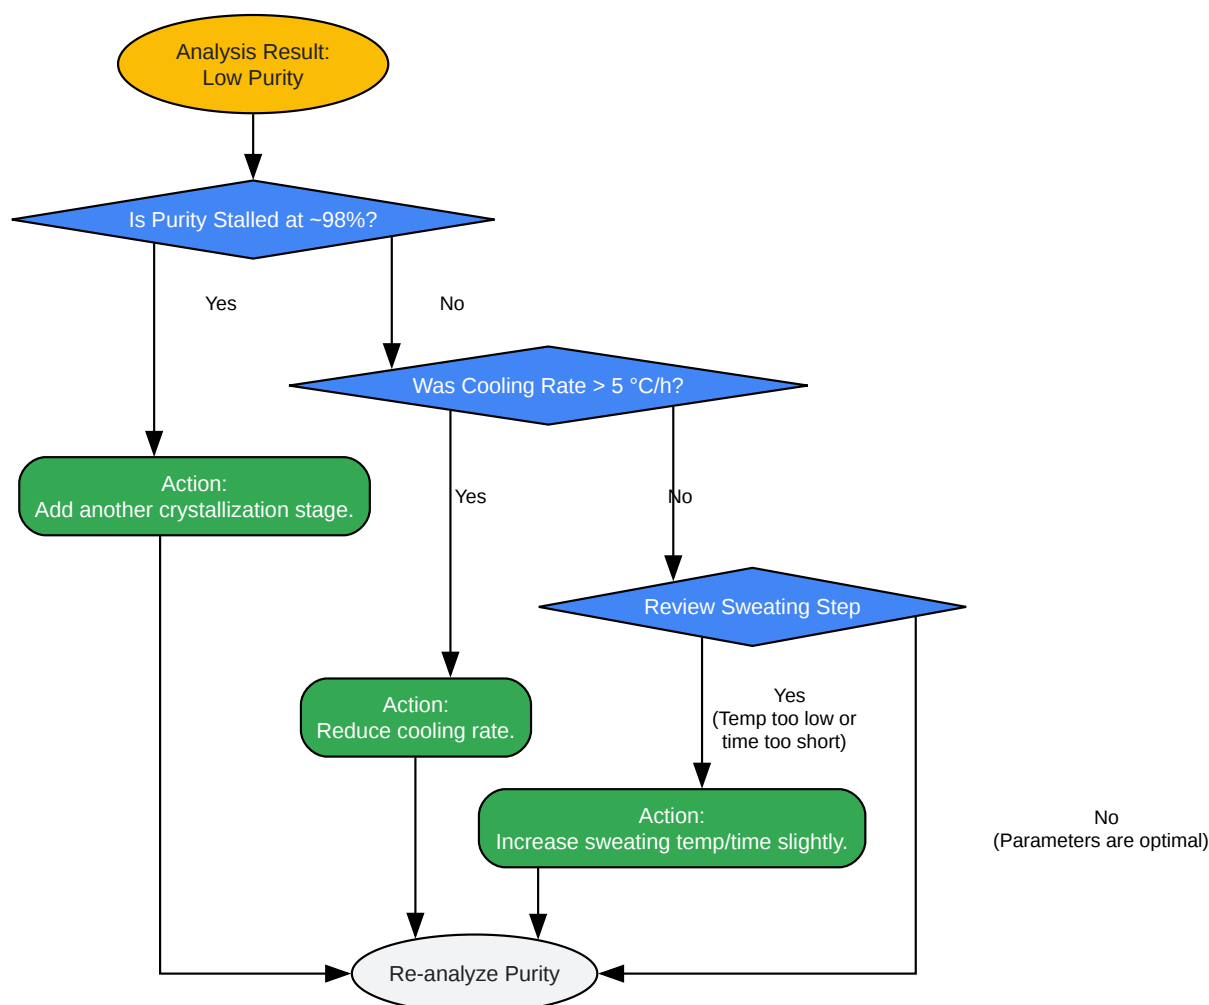 Analysis Result:
Low Purity
Is Purity Stalled at ~98%?
Yes
No
Was Cooling Rate > 5 °C/h?
Action:
Add another crystallization stage.
Yes
No
Review Sweating Step
Action:
Reduce cooling rate.
Yes
(Temp too low or
time too short)
Action:
Increase sweating temp/time slightly.
No
(Parameters are optimal)
Re-analyze Purity